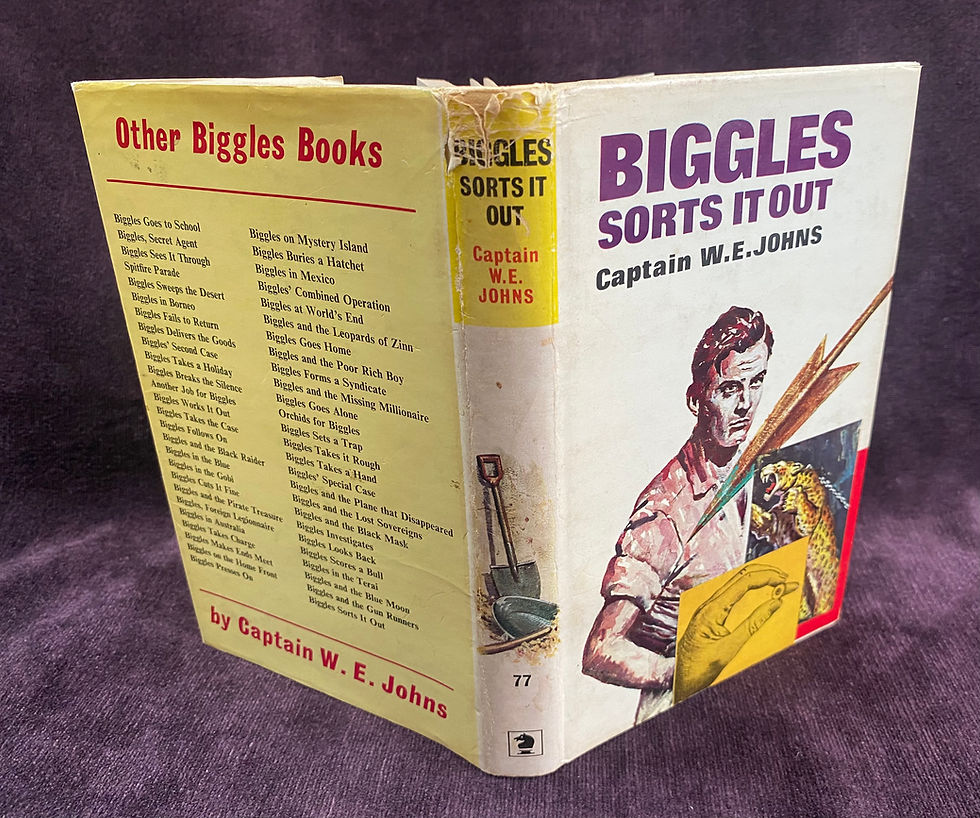 Other Biggles Books
Biggles Goes to School
Biggles, Secret Agent
Biggles Sees It Through
Spitfire Parade
Biggles Sweeps the Desert
Biggles in Borneo
Biggles Fails to Return
Biggles Delivers the Goods
Biggles' Second Case
Biggles Takes a Holiday
Biggles Breaks the Silence
Another Job for Biggles
Biggles Works It Out
Biggles Takes the Case
Biggles Follows On
Biggles and the Black Raider
Biggles in the Blue
Biggles in the Gobi
Biggles Cuts It Fine
Biggles and the Pirate Treasure
Biggles, Foreign Legionnaire
Biggles in Australia
Biggles Takes Charge
Biggles Makes Ends Meet
Biggles on the Home Front
Biggles Presses On
Biggles on Mystery Island
Biggles Buries a Hatchet
Biggles in Mexico
Biggles' Combined Operation
Biggles at World's End
Biggles and the Leopards of Zinn
Biggles Goes Home
Biggles and the Poor Rich Boy
Biggles Forms a Syndicate
Biggles and the Missing Millionaire
Biggles Goes Alone
Orchids for Biggles
Biggles Sets a Trap
Biggles Takes it Rough
Biggles Takes a Hand
Biggles' Special Case
Biggles and the Plane that Disappeared
Biggles and the Lost Sovereigns
Biggles and the Black Mask
Biggles Investigates
Biggles Looks Back
Biggles Scores a Bull
Biggles in the Terai
Biggles and the Blue Moon
Biggles and the Gun Runners
Biggles Sorts It Out
by Captain W. E. Johns
BIGGLES
SORTS IT
OUT
Captain
W.E.
JOHNS
77
BIGGLES
SORTS IT OUT
Captain W.E.JOHNS